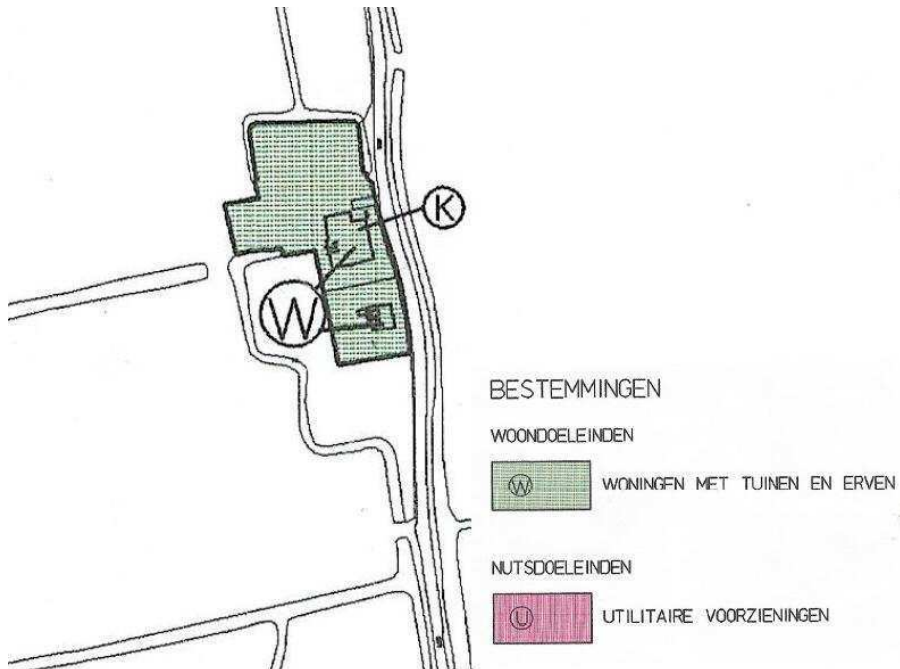 K
W
BESTEMMINGEN
WOONDOELEINDEN
W WONINGEN MET TUINEN EN ERVEN
NUTSDOELEINDEN
U UTILITAIRE VOORZIENINGEN